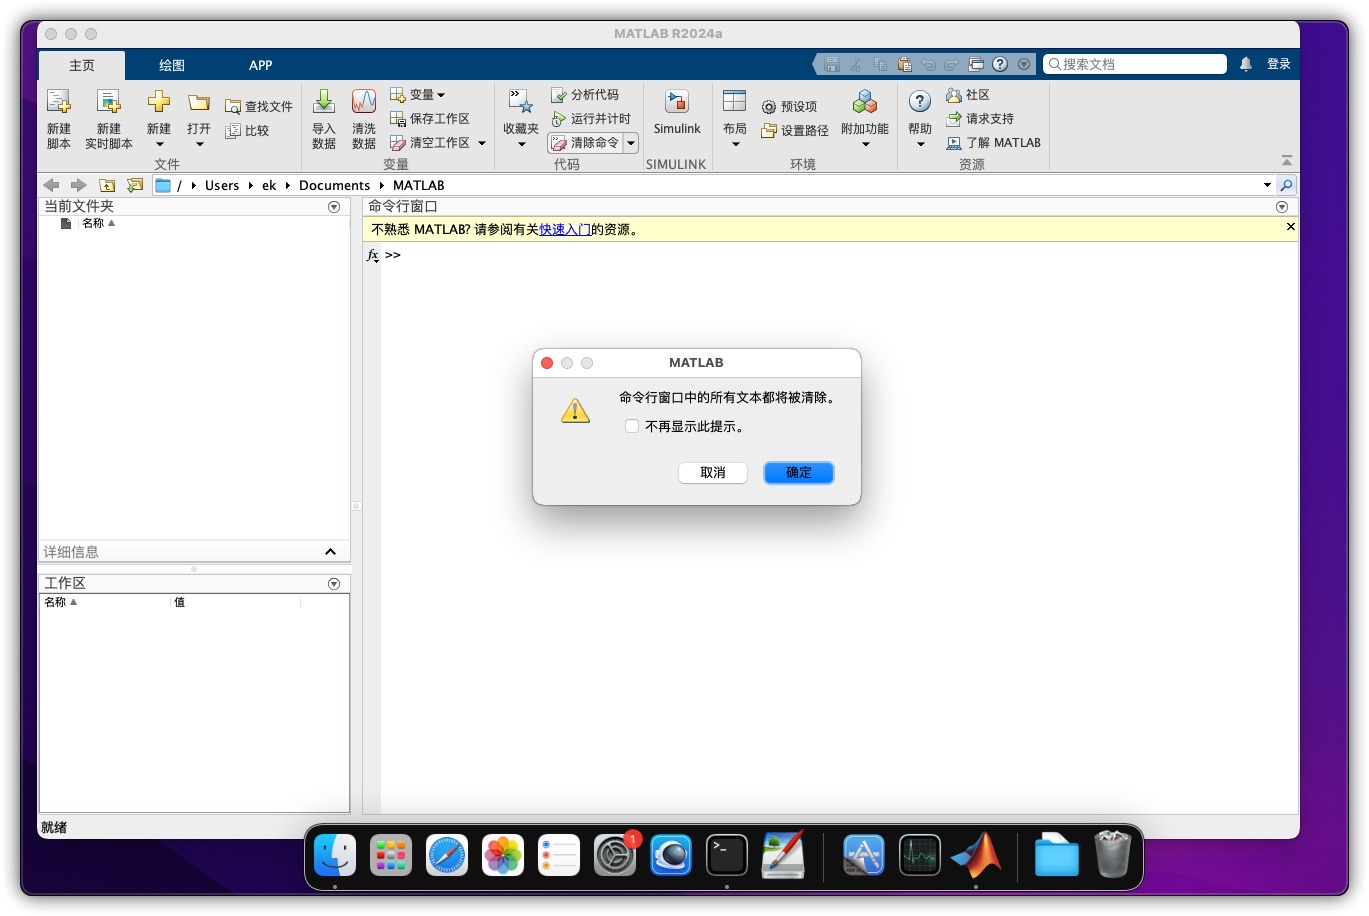 MATLAB R2024a
主页
绘图
APP
搜索文档
登录
新建
脚本
新建
实时脚本
新建
打开
查找文件
比较
文件
导入
数据
清洗
数据
变量
保存工作区
清空工作区
变量
收藏夹
分析代码
运行并计时
清除命令
代码
Simulink
SIMULINK
布局
预设项
设置路径
附加功能
环境
帮助
社区
请求支持
了解 MATLAB
资源
/ Users ek Documents MATLAB
当前文件夹
名称
命令行窗口
不熟悉 MATLAB? 请参阅有关快速入门的资源。
fx >>
MATLAB
命令行窗口中的所有文本都将被清除。
不再显示此提示。
取消
确定
详细信息
工作区
名称
值
就绪
1
>_